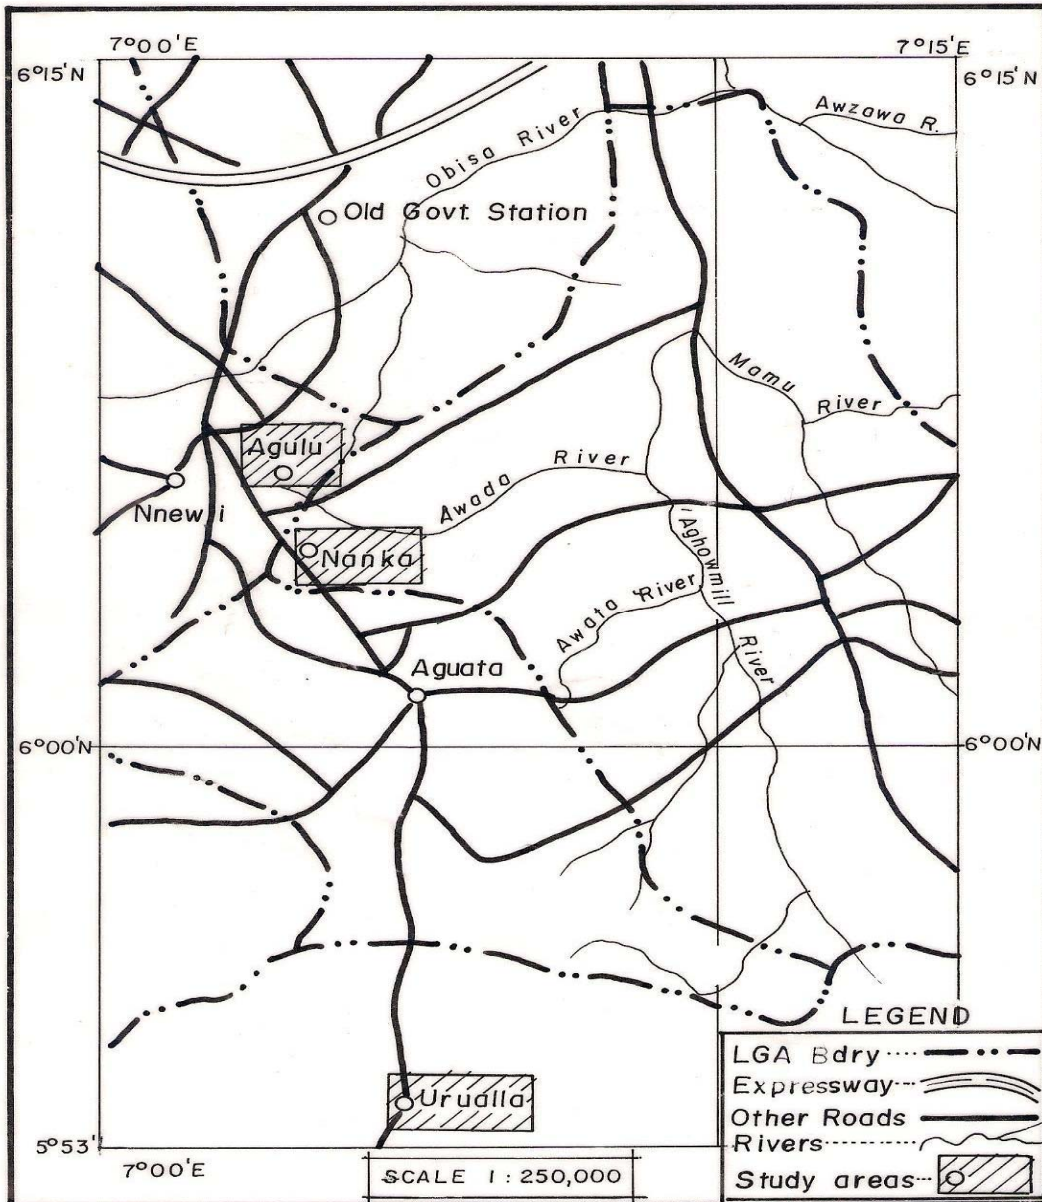 7°00'E
7°15'E
6°15'N
6°15'N
Awzawa R.
Obisa River
Old Govt. Station
Mamu River
Agulu
Awada River
Nnewi
Nanka
Aghowmill River
Awata River
Aguata
6°00'N
6°00'N
LEGEND
LGA Bdry
Expressway
Other Roads
Rivers
Study areas
Urualla
5°53'
7°00'E
SCALE 1:250,000